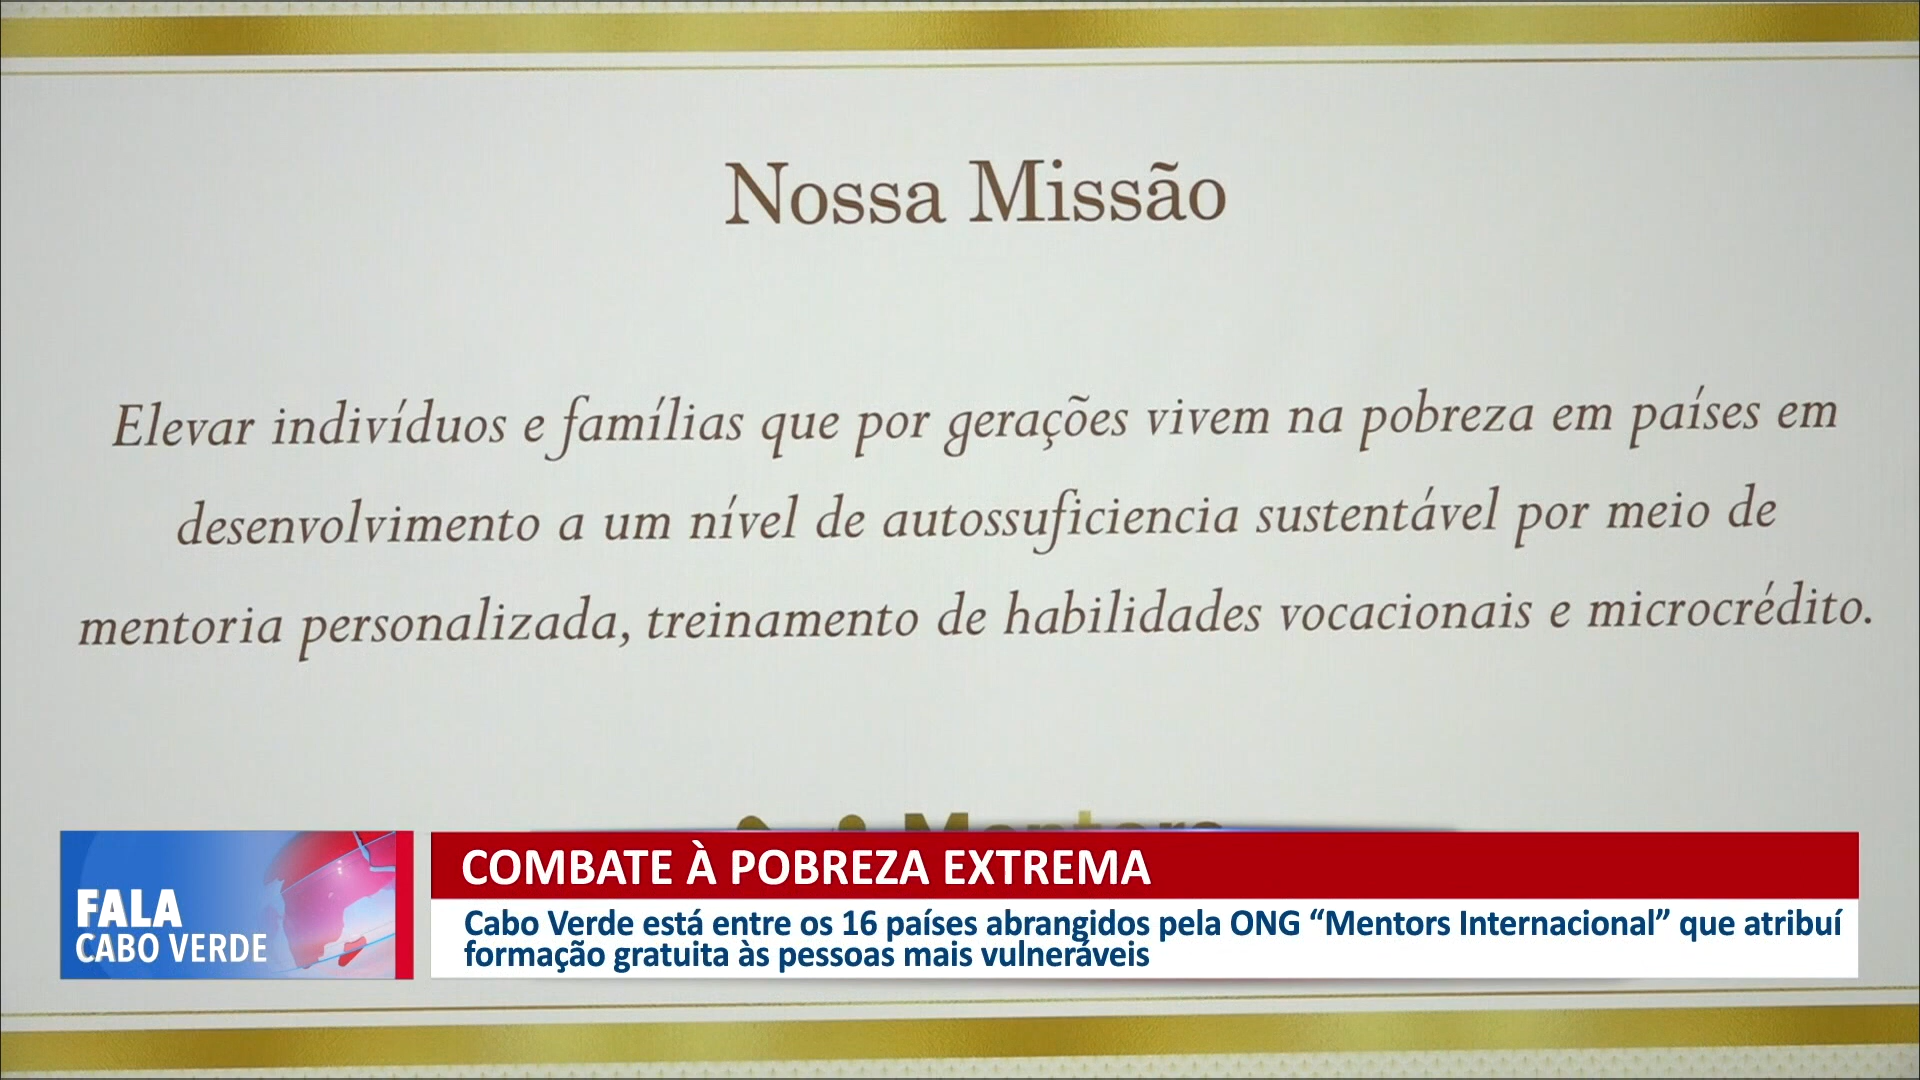 Nossa Missão
Elevar indivíduos e famílias que por gerações vivem na pobreza em países em
desenvolvimento a um nível de autossuficiencia sustentável por meio de
mentoria personalizada, treinamento de habilidades vocacionais e microcrédito.
Mentors
FALA
CABO VERDE
COMBATE À POBREZA EXTREMA
Cabo Verde está entre os 16 países abrangidos pela ONG “Mentors Internacional” que atribuí
formação gratuita às pessoas mais vulneráveis